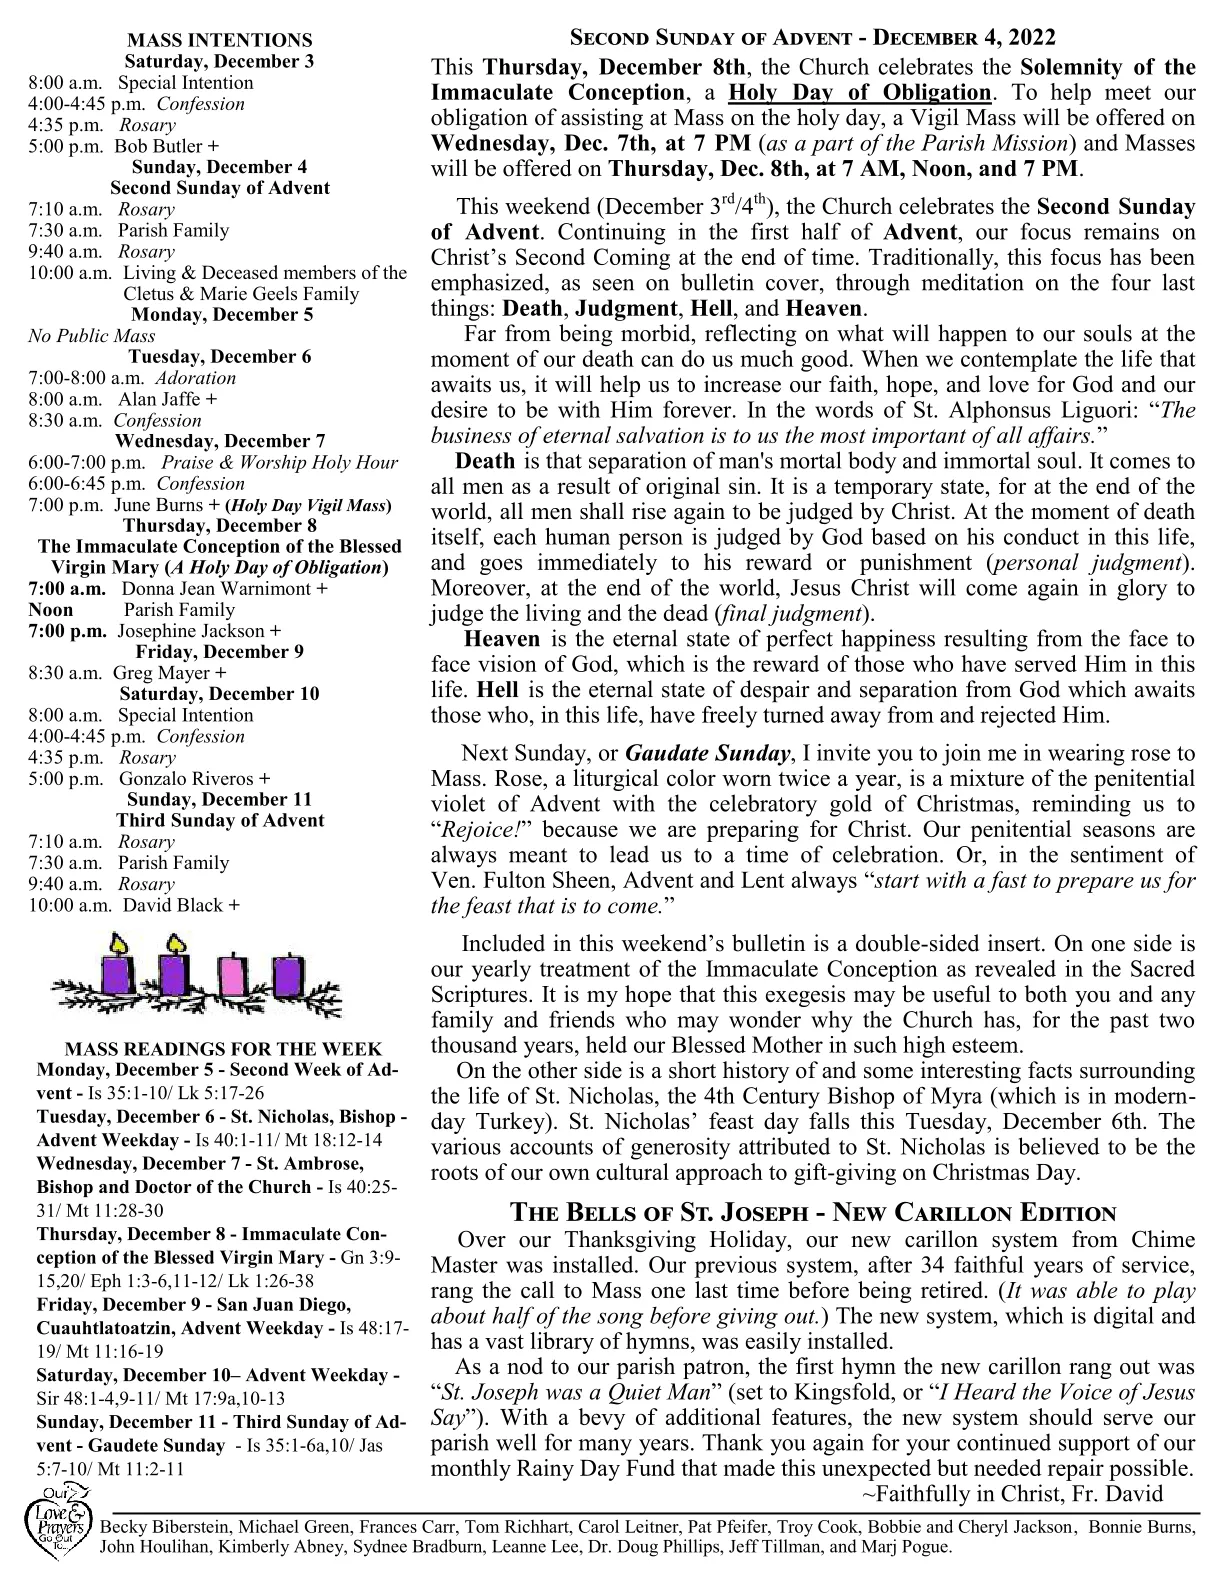 MASS INTENTIONS
Saturday, December 3
8:00 a.m. Special Intention
4:00-4:45 p.m. Confession
4:35 p.m. Rosary
5:00 p.m. Bob Butler +
Sunday, December 4
Second Sunday of Advent
7:10 a.m. Rosary
7:30 a.m. Parish Family
9:40 a.m. Rosary
10:00 a.m. Living & Deceased members of the
Cletus & Marie Geels Family
Monday, December 5
No Public Mass
Tuesday, December 6
7:00-8:00 a.m. Adoration
8:00 a.m. Alan Jaffe +
8:30 a.m. Confession
Wednesday, December 7
6:00-7:00 p.m. Praise & Worship Holy Hour
6:00-6:45 p.m. Confession
7:00 p.m. June Burns + (Holy Day Vigil Mass)
Thursday, December 8
The Immaculate Conception of the Blessed
Virgin Mary (A Holy Day of Obligation)
7:00 a.m. Donna Jean Warnimont +
Noon Parish Family
7:00 p.m. Josephine Jackson +
Friday, December 9
8:30 a.m. Greg Mayer +
Saturday, December 10
8:00 a.m. Special Intention
4:00-4:45 p.m. Confession
4:35 p.m. Rosary
5:00 p.m. Gonzalo Riveros +
Sunday, December 11
Third Sunday of Advent
7:10 a.m. Rosary
7:30 a.m. Parish Family
9:40 a.m. Rosary
10:00 a.m. David Black +
MASS READINGS FOR THE WEEK
Monday, December 5 - Second Week of Ad-
vent - Is 35:1-10/ Lk 5:17-26
Tuesday, December 6 - St. Nicholas, Bishop -
Advent Weekday - Is 40:1-11/ Mt 18:12-14
Wednesday, December 7 - St. Ambrose,
Bishop and Doctor of the Church - Is 40:25-
31/ Mt 11:28-30
Thursday, December 8 - Immaculate Con-
ception of the Blessed Virgin Mary - Gn 3:9-
15,20/ Eph 1:3-6,11-12/ Lk 1:26-38
Friday, December 9 - San Juan Diego,
Cuauhtlatoatzin, Advent Weekday - Is 48:17-
19/ Mt 11:16-19
Saturday, December 10– Advent Weekday -
Sir 48:1-4,9-11/ Mt 17:9a,10-13
Sunday, December 11 - Third Sunday of Ad-
vent - Gaudete Sunday - Is 35:1-6a,10/ Jas
5:7-10/ Mt 11:2-11
SECOND SUNDAY OF ADVENT - DECEMBER 4, 2022
This Thursday, December 8th, the Church celebrates the Solemnity of the
Immaculate Conception, a Holy Day of Obligation. To help meet our
obligation of assisting at Mass on the holy day, a Vigil Mass will be offered on
Wednesday, Dec. 7th, at 7 PM (as a part of the Parish Mission) and Masses
will be offered on Thursday, Dec. 8th, at 7 AM, Noon, and 7 PM.
This weekend (December 3rd/4th), the Church celebrates the Second Sunday
of Advent. Continuing in the first half of Advent, our focus remains on
Christ's Second Coming at the end of time. Traditionally, this focus has been
emphasized, as seen on bulletin cover, through meditation on the four last
things: Death, Judgment, Hell, and Heaven.
Far from being morbid, reflecting on what will happen to our souls at the
moment of our death can do us much good. When we contemplate the life that
awaits us, it will help us to increase our faith, hope, and love for God and our
desire to be with Him forever. In the words of St. Alphonsus Liguori: “The
business of eternal salvation is to us the most important of all affairs.”
Death is that separation of man's mortal body and immortal soul. It comes to
all men as a result of original sin. It is a temporary state, for at the end of the
world, all men shall rise again to be judged by Christ. At the moment of death
itself, each human person is judged by God based on his conduct in this life,
and goes immediately to his reward or punishment (personal judgment).
Moreover, at the end of the world, Jesus Christ will come again in glory to
judge the living and the dead (final judgment).
Heaven is the eternal state of perfect happiness resulting from the face to
face vision of God, which is the reward of those who have served Him in this
life. Hell is the eternal state of despair and separation from God which awaits
those who, in this life, have freely turned away from and rejected Him.
Next Sunday, or Gaudate Sunday, I invite you to join me in wearing rose to
Mass. Rose, a liturgical color worn twice a year, is a mixture of the penitential
violet of Advent with the celebratory gold of Christmas, reminding us to
“Rejoice!” because we are preparing for Christ. Our penitential seasons are
always meant to lead us to a time of celebration. Or, in the sentiment of
Ven. Fulton Sheen, Advent and Lent always “start with a fast to prepare us for
the feast that is to come.”
Included in this weekend’s bulletin is a double-sided insert. On one side is
our yearly treatment of the Immaculate Conception as revealed in the Sacred
Scriptures. It is my hope that this exegesis may be useful to both you and any
family and friends who may wonder why the Church has, for the past two
thousand years, held our Blessed Mother in such high esteem.
On the other side is a short history of and some interesting facts surrounding
the life of St. Nicholas, the 4th Century Bishop of Myra (which is in modern-
day Turkey). St. Nicholas’ feast day falls this Tuesday, December 6th. The
various accounts of generosity attributed to St. Nicholas is believed to be the
roots of our own cultural approach to gift-giving on Christmas Day.
THE BELLS OF ST. JOSEPH - NEW CARILLON EDITION
Over our Thanksgiving Holiday, our new carillon system from Chime
Master was installed. Our previous system, after 34 faithful years of service,
rang the call to Mass one last time before being retired. (It was able to play
about half of the song before giving out.) The new system, which is digital and
has a vast library of hymns, was easily installed.
As a nod to our parish patron, the first hymn the new carillon rang out was
“St. Joseph was a Quiet Man” (set to Kingsfold, or “I Heard the Voice of Jesus
Say”). With a bevy of additional features, the new system should serve our
parish well for many years. Thank you again for your continued support of our
monthly Rainy Day Fund that made this unexpected but needed repair possible.
~Faithfully in Christ, Fr. David
Our
Love &
Prayers
Go Out
To...
Becky Biberstein, Michael Green, Frances Carr, Tom Richhart, Carol Leitner, Pat Pfeifer, Troy Cook, Bobbie and Cheryl Jackson, Bonnie Burns,
John Houlihan, Kimberly Abney, Sydnee Bradburn, Leanne Lee, Dr. Doug Phillips, Jeff Tillman, and Marj Pogue.